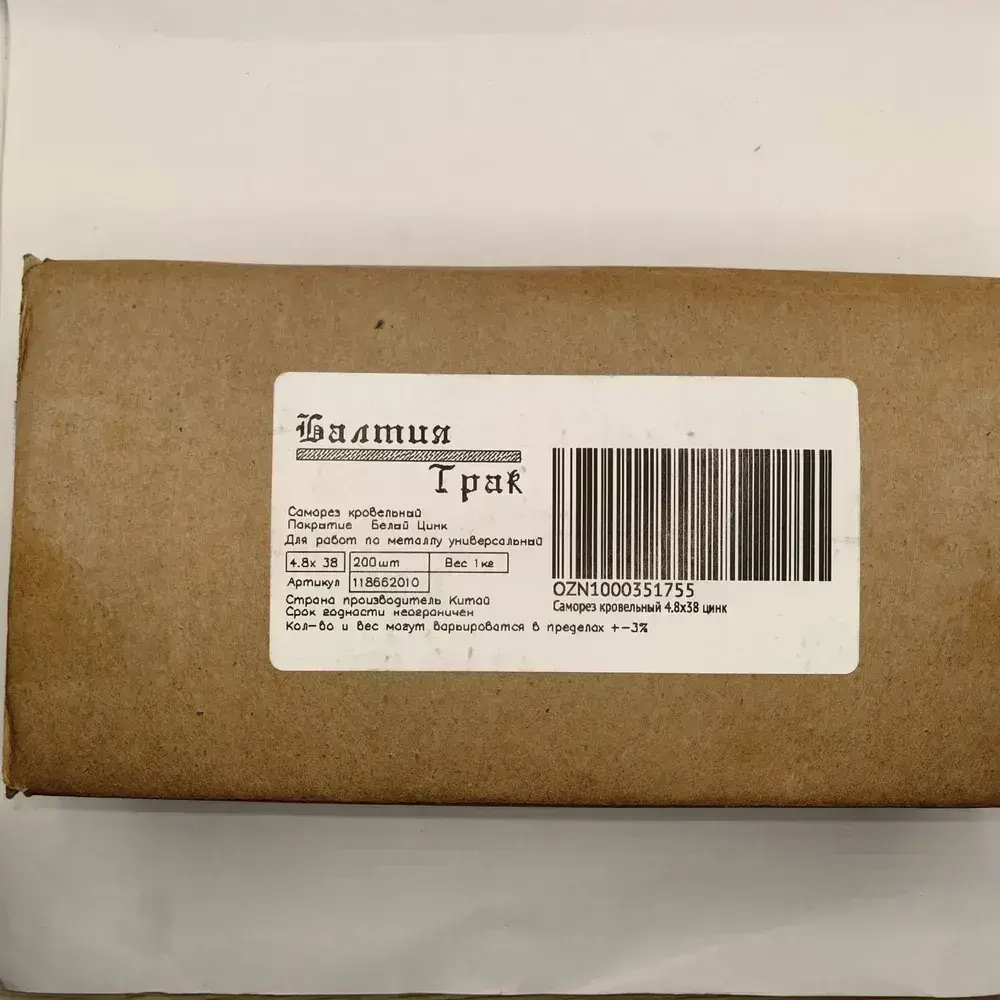 Балтия
Трак
Саморез кровельный
Пакрытие Белый Цинк
Для работ по металлу универсальный
4.8х 38 200шт Вес 1кг
Артикул 118662010
Страна производитель Китай
Срок годности неограничен
Кол-во и вес могут варьироватся в пределах +-3%
OZN1000351755
Саморез кровельный 4.8х38 цинк